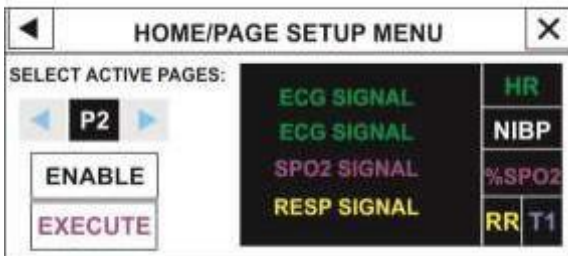 HOME/PAGE SETUP MENU
SELECT ACTIVE PAGES:
P2
ENABLE
EXECUTE
ECG SIGNAL
ECG SIGNAL
SPO2 SIGNAL
RESP SIGNAL
HR
NIBP
%SPO2
RR T1